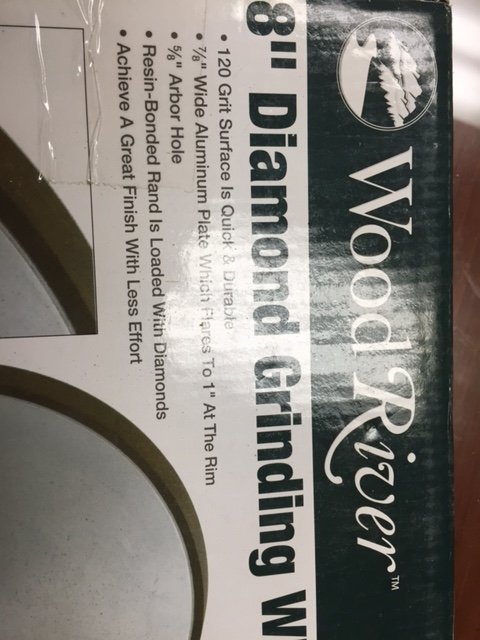 Wood River™
8" Diamond Grinding W
• 120 Grit Surface Is Quick & Durable
• ⅞" Wide Aluminum Plate Which Flares To 1" At The Rim
• ⅝" Arbor Hole
• Resin-Bonded Rand Is Loaded With Diamonds
• Achieve A Great Finish With Less Effort